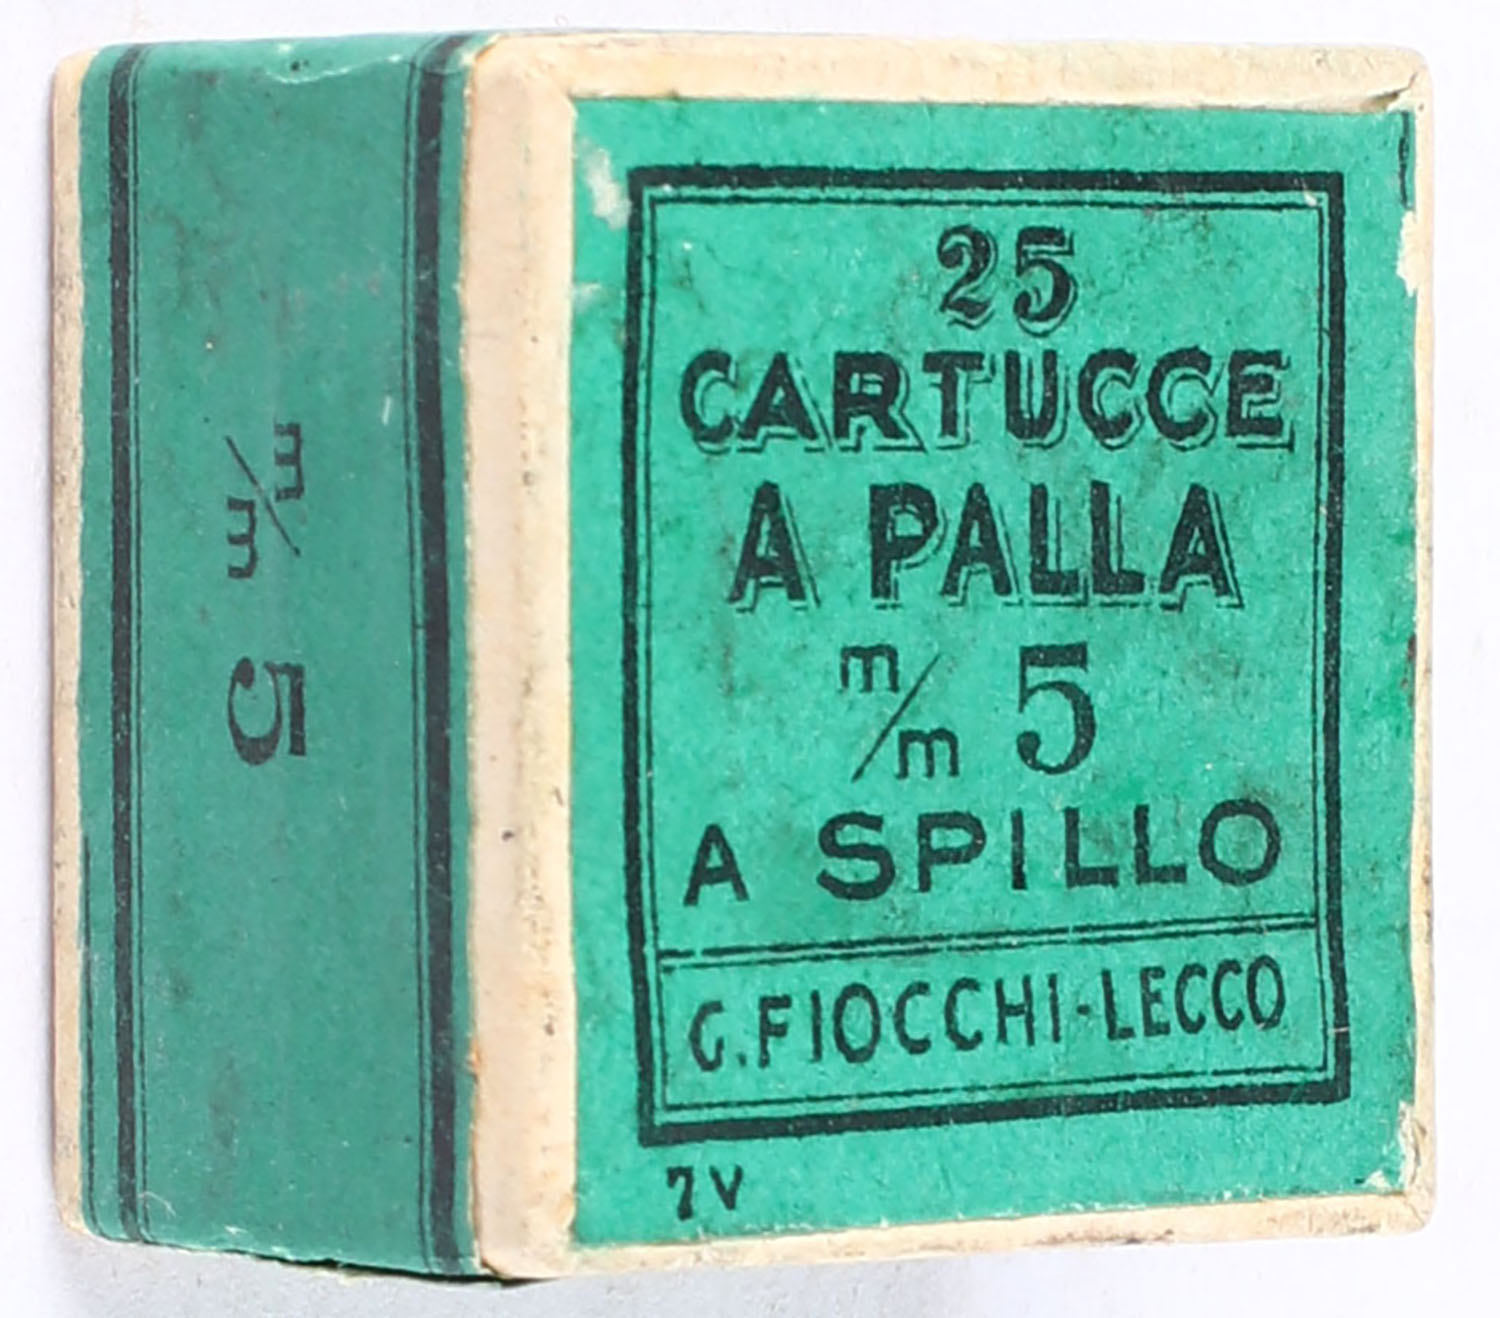 25
CARTUCCE
A PALLA
m/m 5
A SPILLO
G. FIOCCHI-LECCO
7V
m/m 5